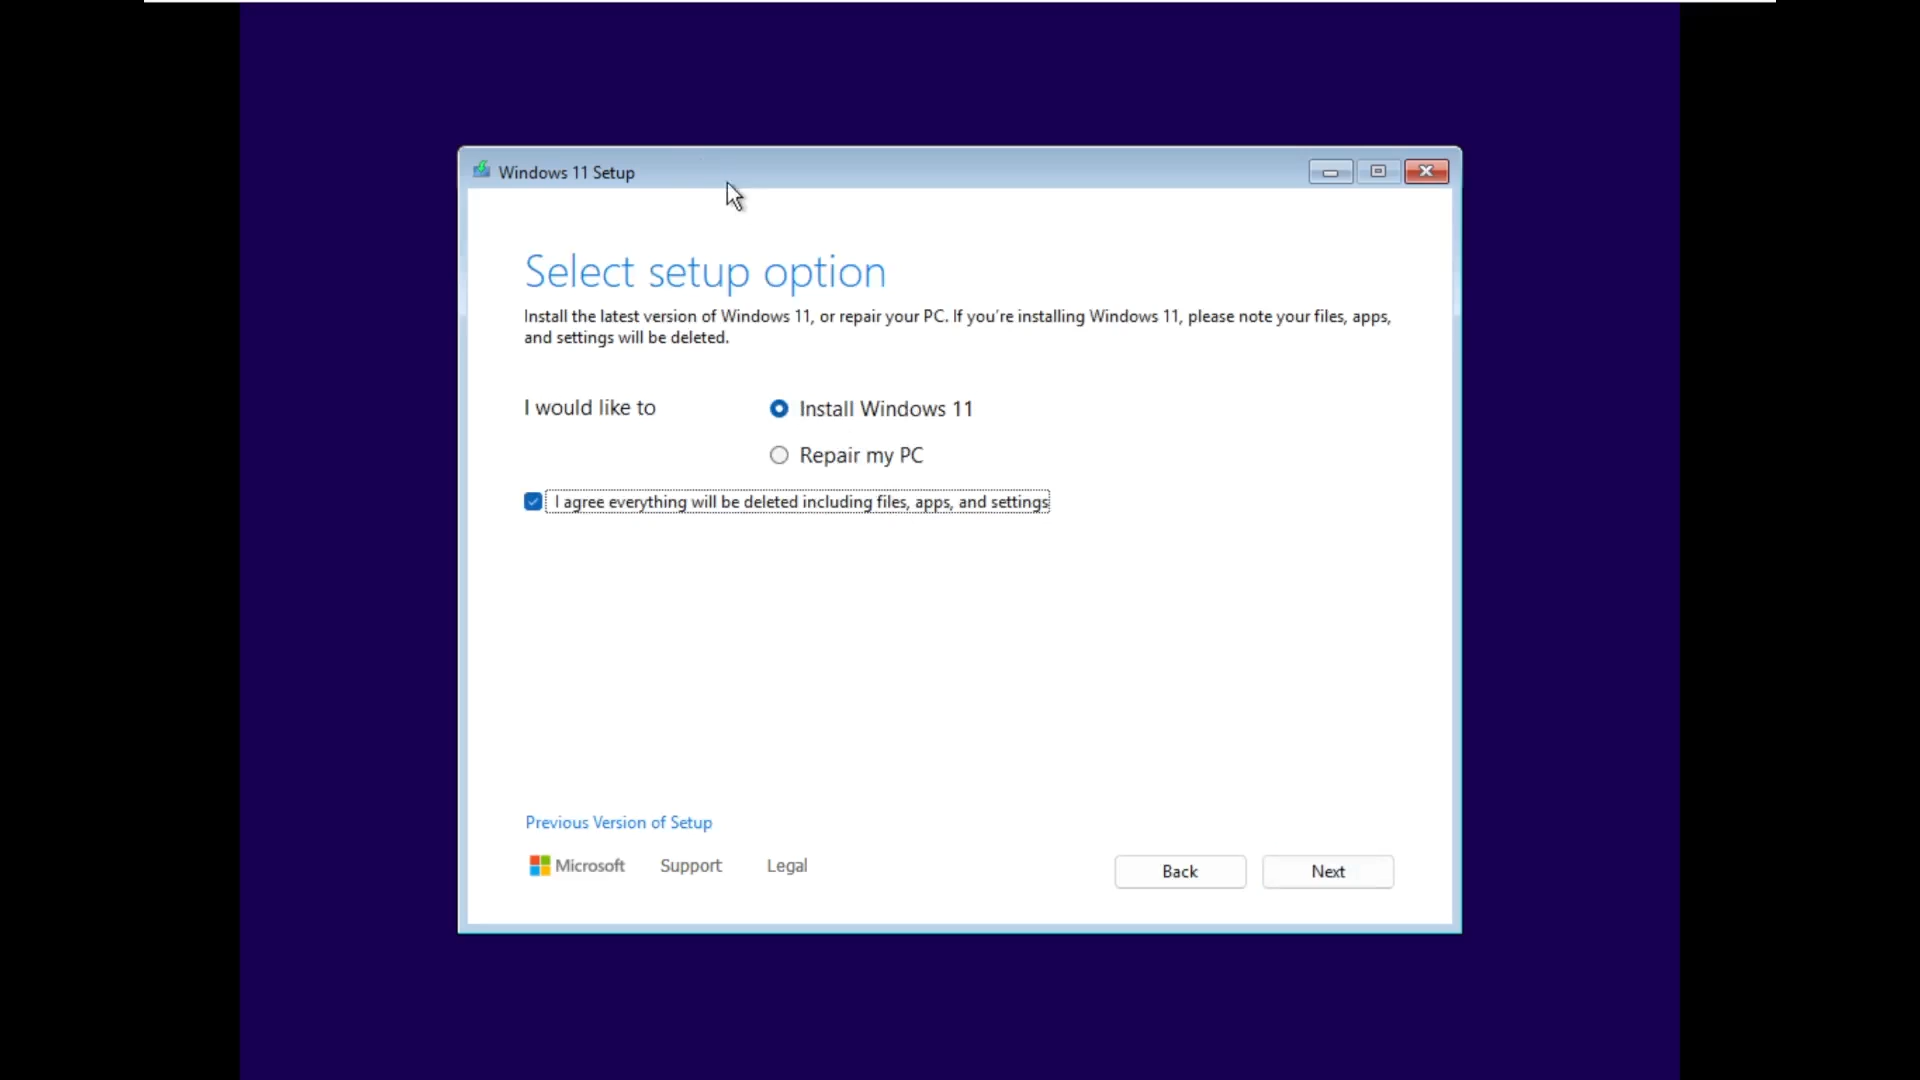 Windows 11 Setup
Select setup option
Install the latest version of Windows 11, or repair your PC. If you're installing Windows 11, please note your files, apps,
and settings will be deleted.
I would like to
Install Windows 11
Repair my PC
I agree everything will be deleted including files, apps, and settings
Previous Version of Setup
Microsoft
Support
Legal
Back
Next